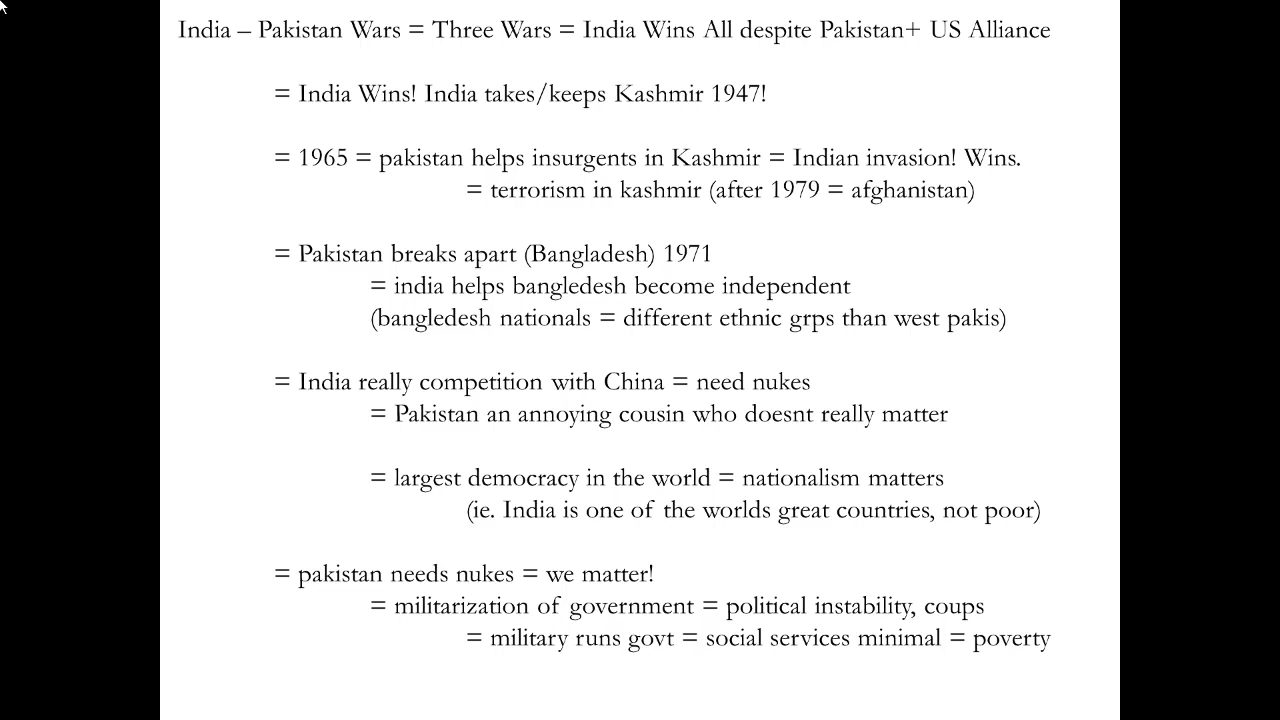 India – Pakistan Wars = Three Wars = India Wins All despite Pakistan+ US Alliance
= India Wins! India takes/keeps Kashmir 1947!
= 1965 = pakistan helps insurgents in Kashmir = Indian invasion! Wins.
= terrorism in kashmir (after 1979 = afghanistan)
= Pakistan breaks apart (Bangladesh) 1971
= india helps bangledesh become independent
(bangledesh nationals = different ethnic grps than west pakis)
= India really competition with China = need nukes
= Pakistan an annoying cousin who doesnt really matter
= largest democracy in the world = nationalism matters
(ie. India is one of the worlds great countries, not poor)
= pakistan needs nukes = we matter!
= militarization of government = political instability, coups
= military runs govt = social services minimal = poverty